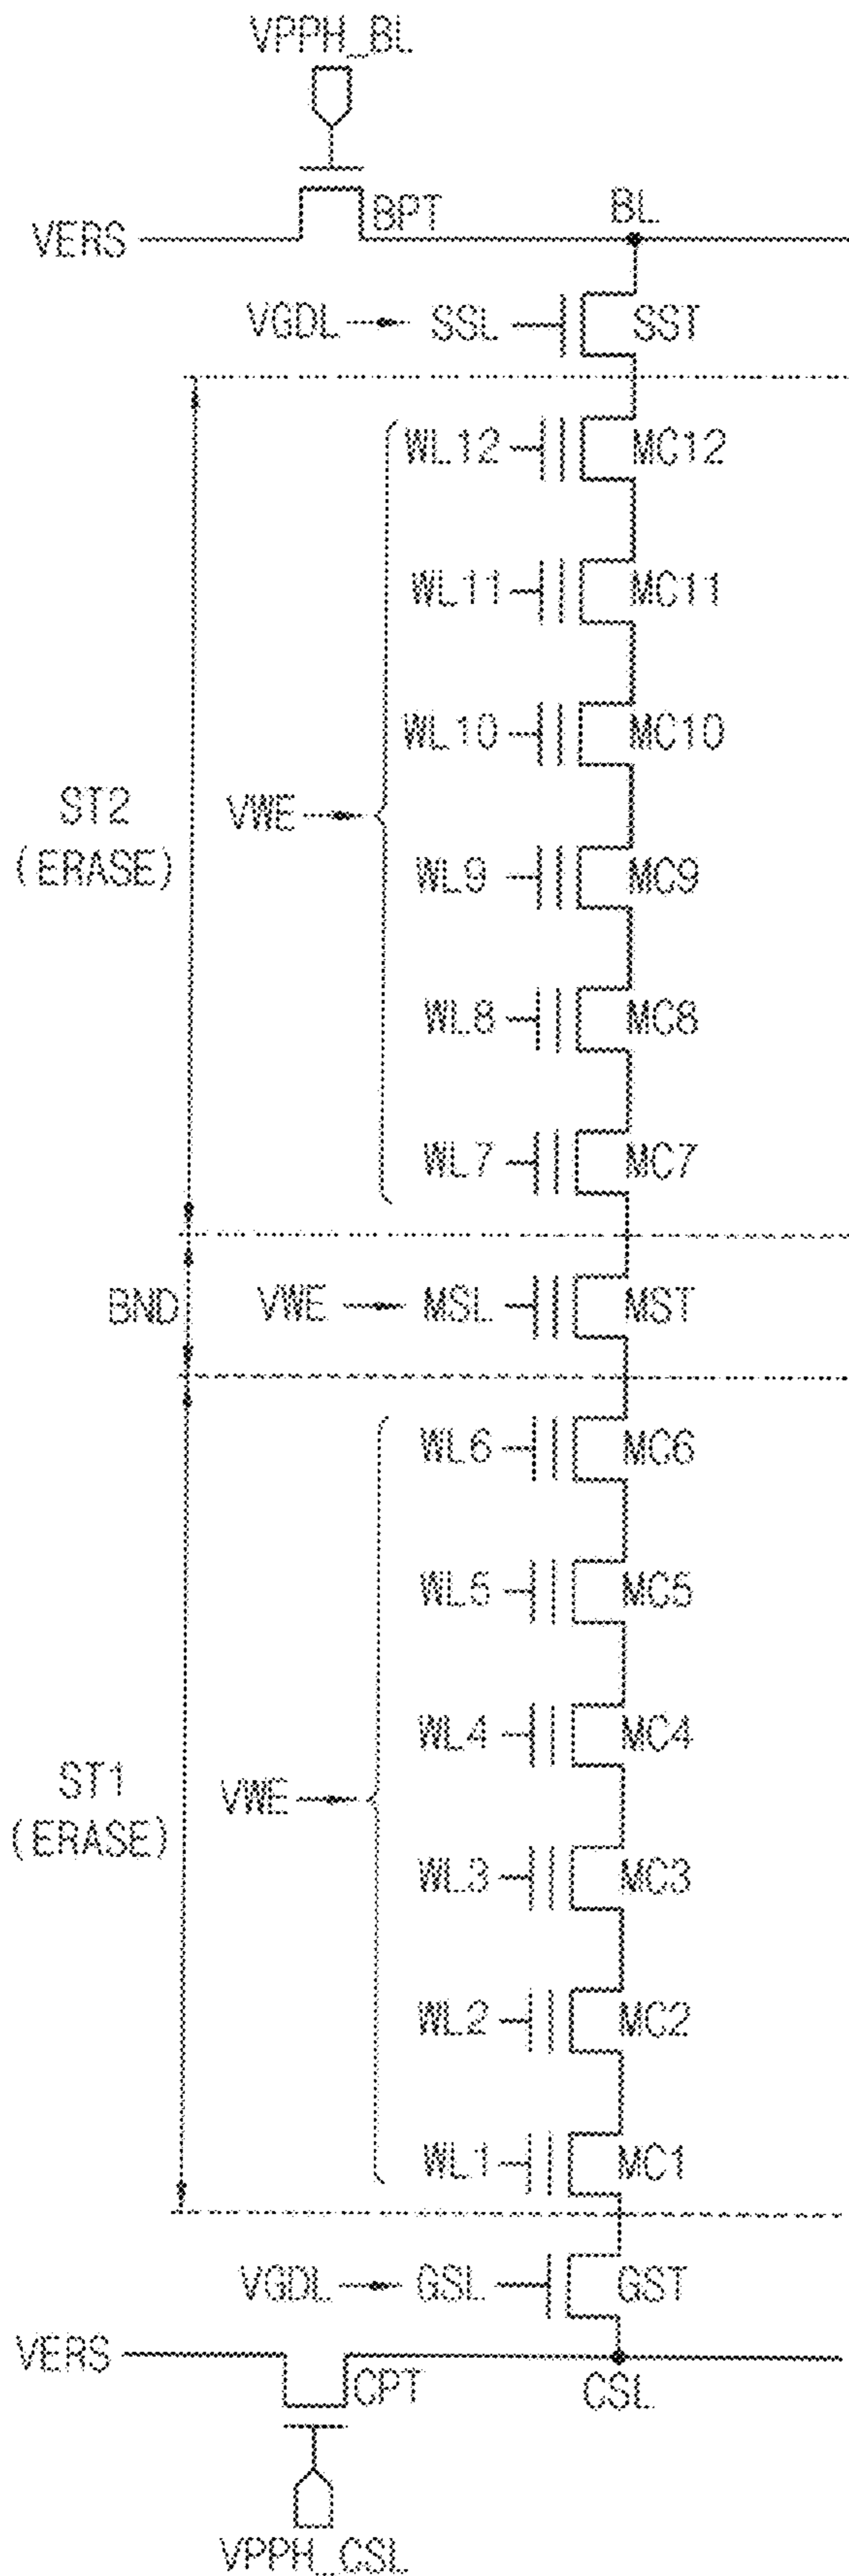 VPPH_BL
BPT
BL
VERS
VGDL SSL SST
WL12 MC12
WL11 MC11
WL10 MC10
ST2
(ERASE)
VWE
WL9 MC9
WL8 MC8
WL7 MC7
BND
VWE MSL MST
WL6 MC6
WL5 MC5
WL4 MC4
ST1
(ERASE)
VWE
WL3 MC3
WL2 MC2
WL1 MC1
VGDL GSL GST
VERS
CPT
CSL
VPPH_CSL